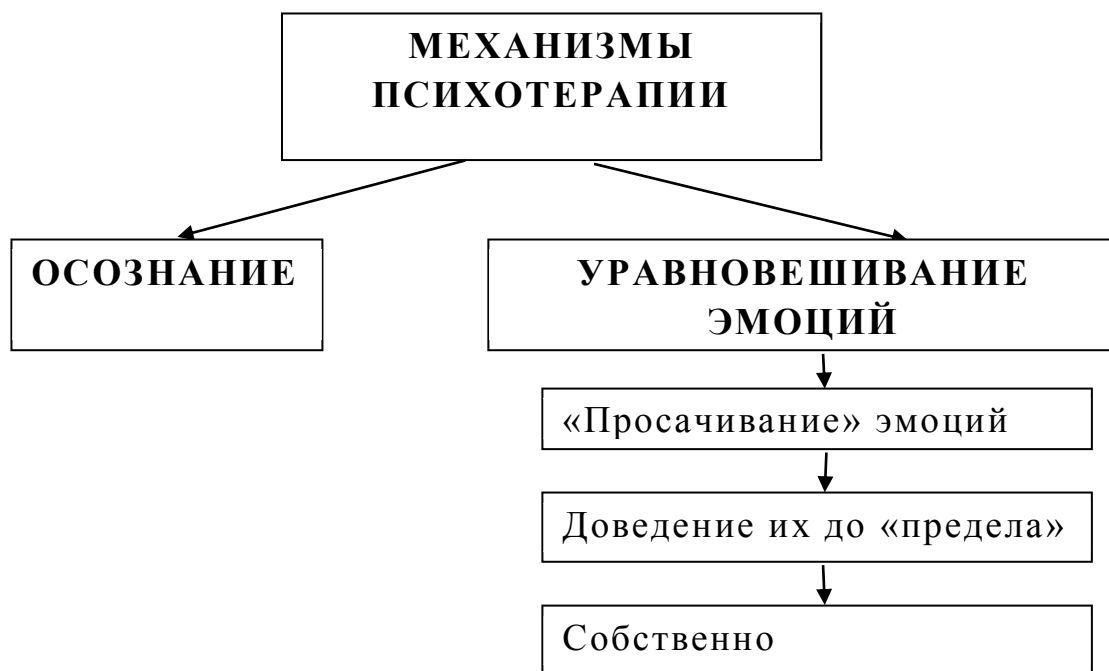 МЕХАНИЗМЫ
ПСИХОТЕРАПИИ
ОСОЗНАНИЕ
УРАВНОВЕШИВАНИЕ
ЭМОЦИЙ
«Просачивание» эмоций
Доведение их до «предела»
Собственно